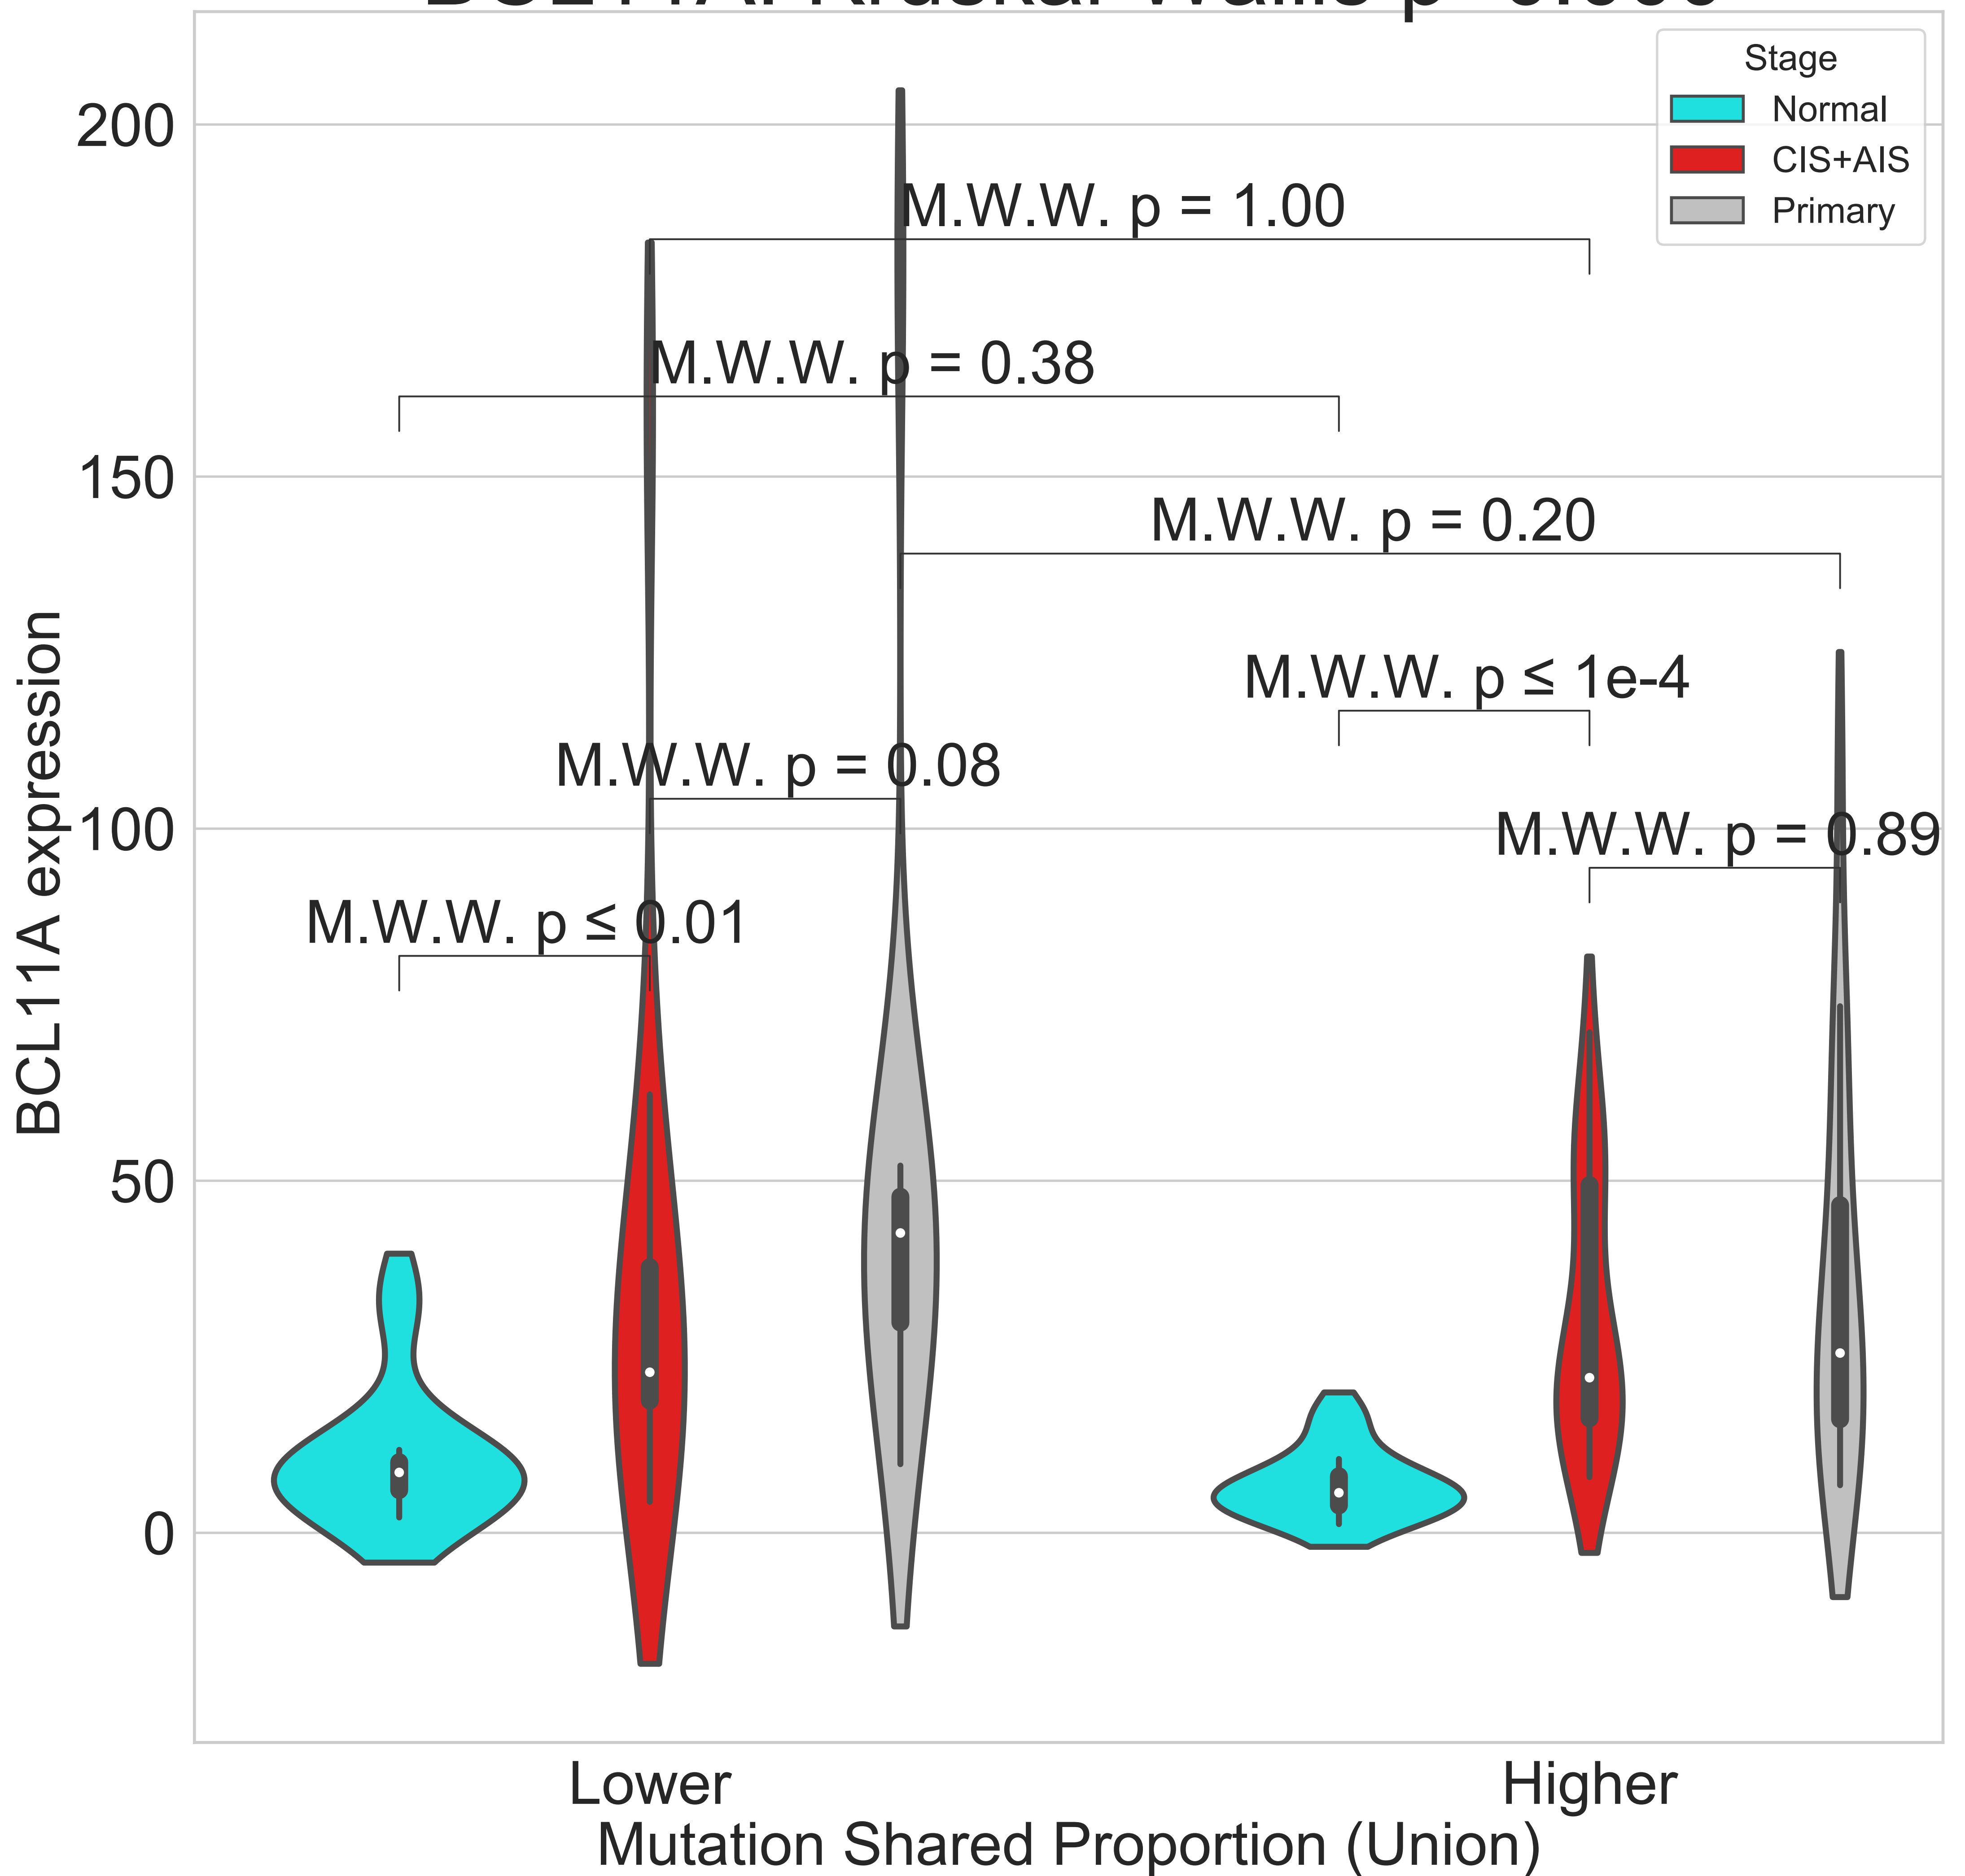 Stage
Normal
CIS+AIS
Primary
200
150
100
50
0
BCL11A expression
M.W.W. p = 1.00
M.W.W. p = 0.38
M.W.W. p = 0.20
M.W.W. p ≤ 1e-4
M.W.W. p = 0.08
M.W.W. p = 0.89
M.W.W. p ≤ 0.01
Lower
Higher
Mutation Shared Proportion (Union)